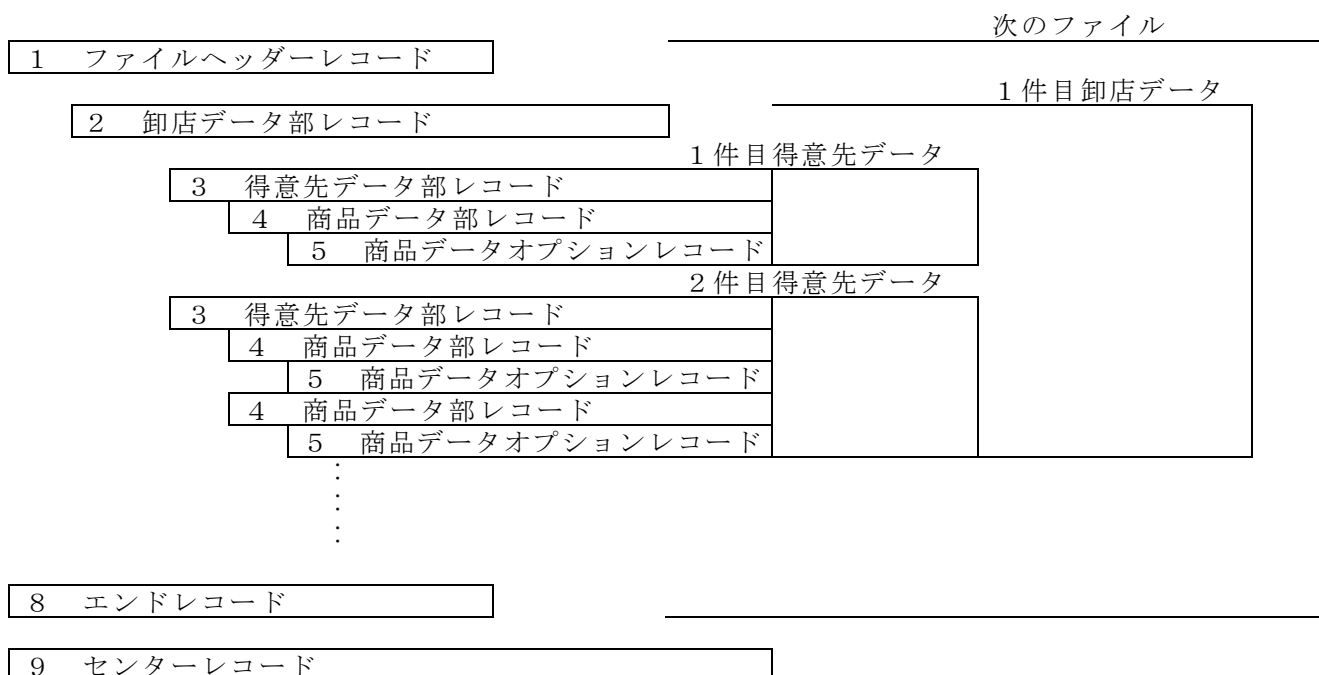 次のファイル
１　ファイルヘッダーレコード
１件目卸店データ
２　卸店データ部レコード
１件目得意先データ
３　得意先データ部レコード
４　商品データ部レコード
５　商品データオプションレコード
２件目得意先データ
３　得意先データ部レコード
４　商品データ部レコード
５　商品データオプションレコード
４　商品データ部レコード
５　商品データオプションレコード
：
：
：
８　エンドレコード
９　センターレコード